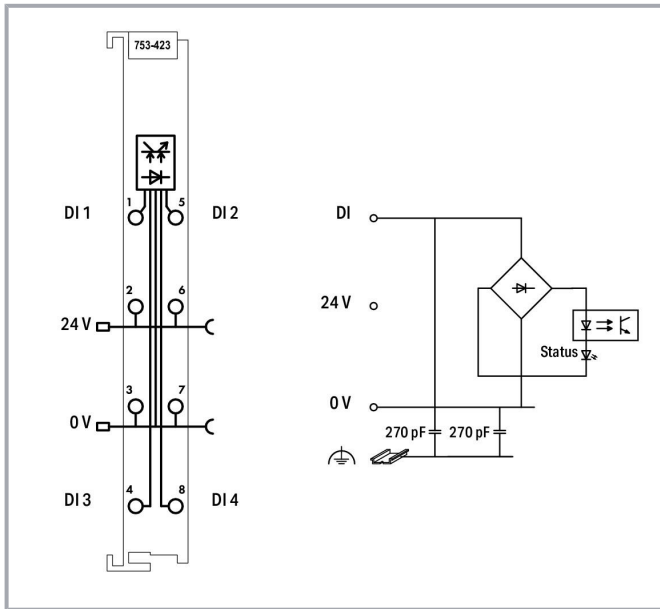 753-423
DI 1
1
5
DI 2
2
6
24 V
3
7
0 V
DI 3
4
8
DI 4
DI
24 V
Status
0 V
270 pF
270 pF